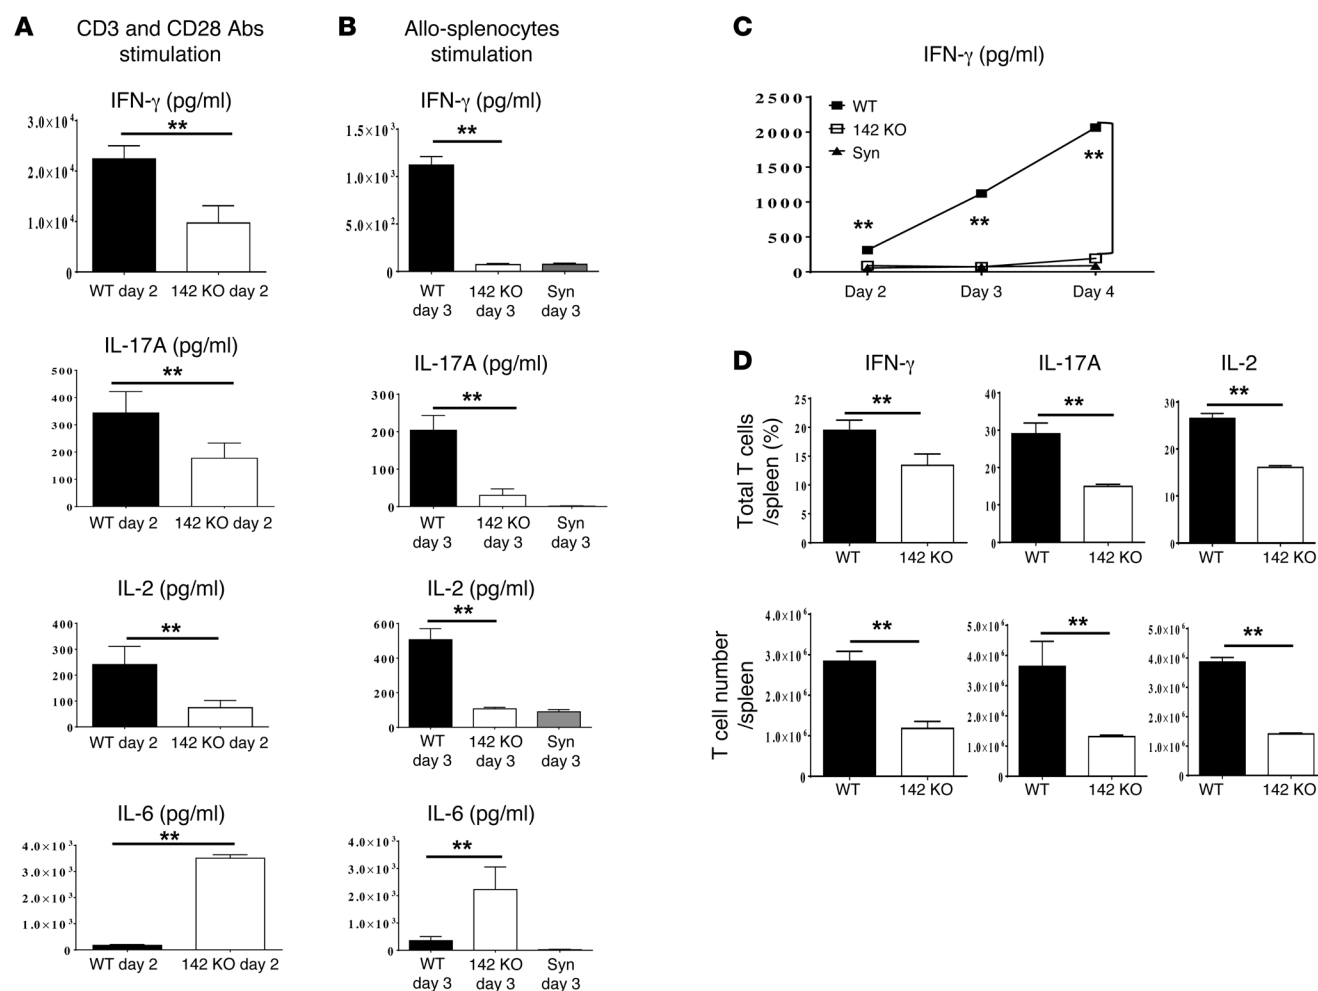 A
CD3 and CD28 Abs
stimulation
IFN-γ (pg/ml)
**
3.0×10⁴
2.0×10⁴
1.0×10⁴
0
WT day 2 142 KO day 2
IL-17A (pg/ml)
**
500
400
300
200
100
0
WT day 2 142 KO day 2
IL-2 (pg/ml)
**
400
300
200
100
0
WT day 2 142 KO day 2
IL-6 (pg/ml)
**
4.0×10³
3.0×10³
2.0×10³
1.0×10³
0
WT day 2 142 KO day 2
B
Allo-splenocytes
stimulation
IFN-γ (pg/ml)
**
1.5×10³
1.0×10³
5.0×10²
0
WT 142 KO Syn
day 3 day 3 day 3
IL-17A (pg/ml)
**
300
200
100
0
WT 142 KO Syn
day 3 day 3 day 3
IL-2 (pg/ml)
**
600
400
200
0
WT 142 KO Syn
day 3 day 3 day 3
IL-6 (pg/ml)
**
4.0×10³
3.0×10³
2.0×10³
1.0×10³
0
WT 142 KO Syn
day 3 day 3 day 3
C
IFN-γ (pg/ml)
2500
2000
1500
1000
500
0
WT
142 KO
Syn
** ** **
Day 2 Day 3 Day 4
D
Total T cells
/spleen (%)
IFN-γ
**
25
20
15
10
5
0
WT 142 KO
IL-17A
**
40
30
20
10
0
WT 142 KO
IL-2
**
30
20
10
0
WT 142 KO
T cell number
/spleen
**
4.0×10⁶
3.0×10⁶
2.0×10⁶
1.0×10⁶
0
WT 142 KO
**
5.0×10⁶
4.0×10⁶
3.0×10⁶
2.0×10⁶
1.0×10⁶
0
WT 142 KO
**
5.0×10⁶
4.0×10⁶
3.0×10⁶
2.0×10⁶
1.0×10⁶
0
WT 142 KO